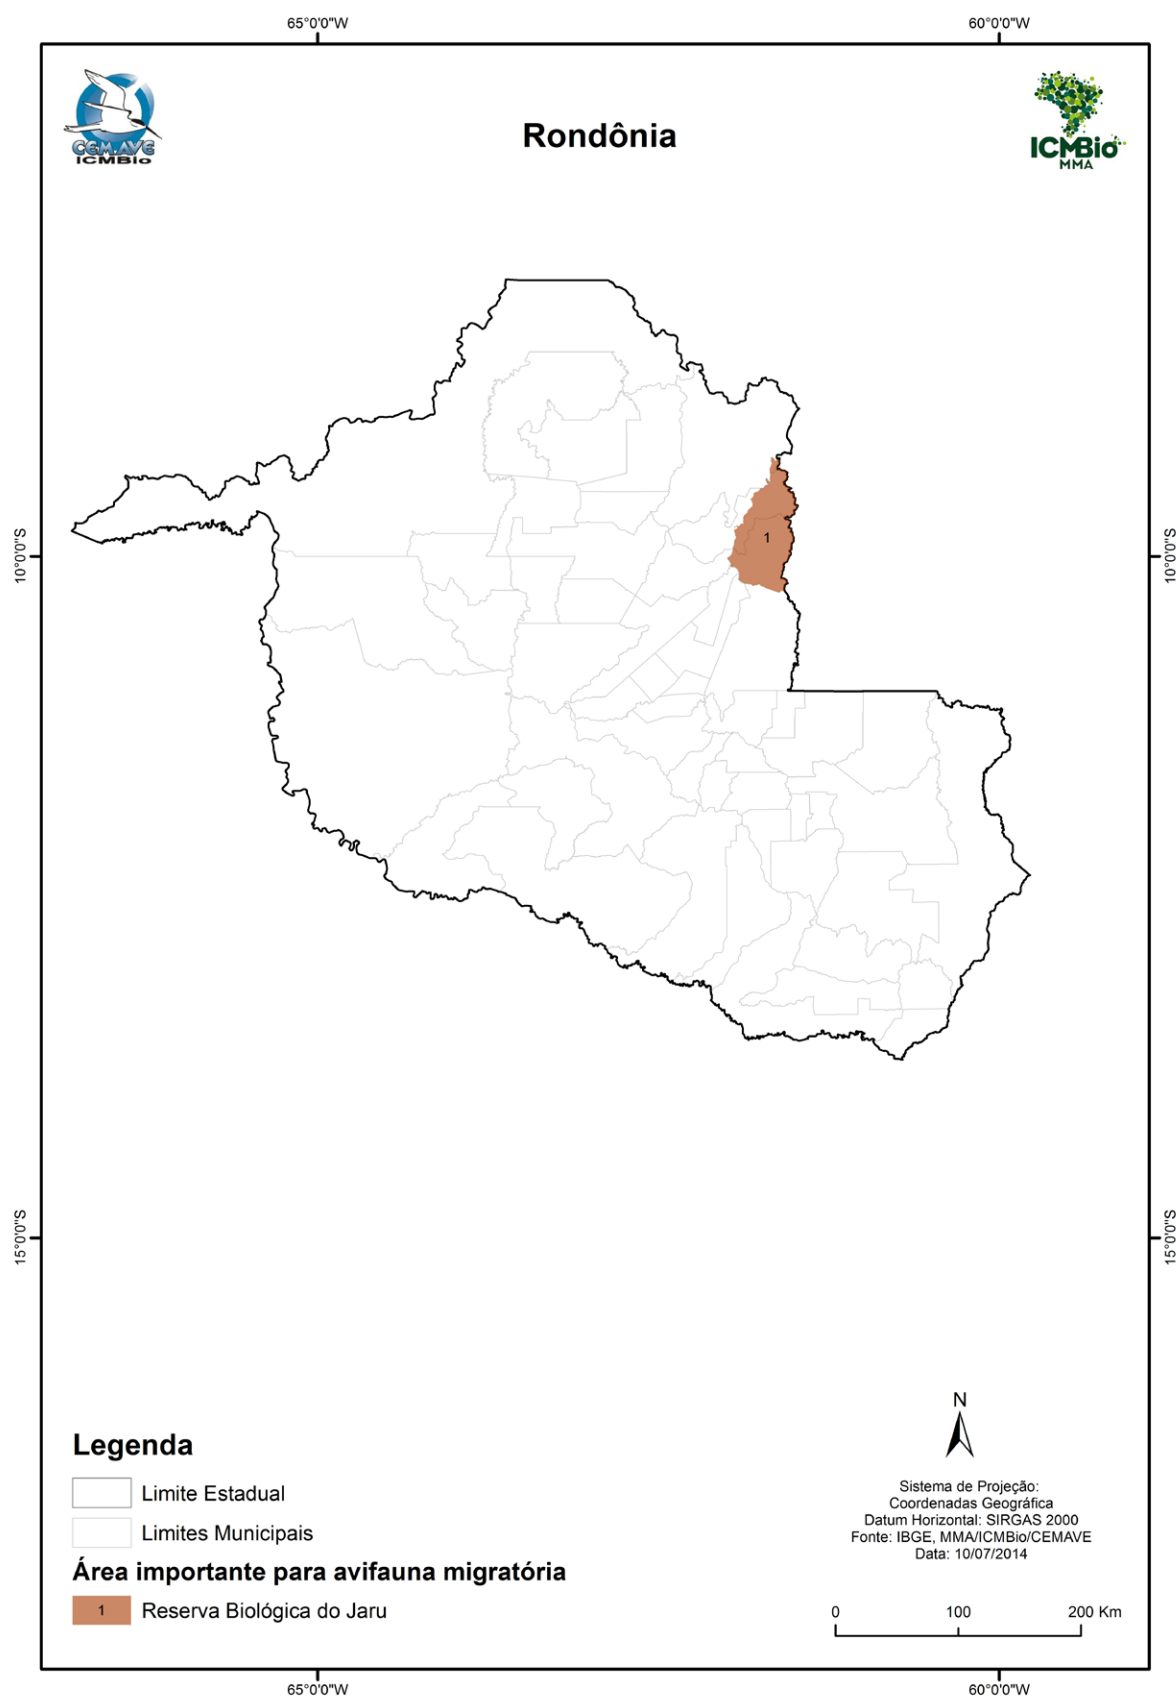 65°0'0"W
60°0'0"W
CEMAVE
ICMBio
Rondônia
ICMBio
MMA
10°0'0"S
10°0'0"S
1
15°0'0"S
15°0'0"S
N
Legenda
Limite Estadual
Limites Municipais
Área importante para avifauna migratória
1
Reserva Biológica do Jaru
Sistema de Projeção:
Coordenadas Geográfica
Datum Horizontal: SIRGAS 2000
Fonte: IBGE, MMA/ICMBio/CEMAVE
Data: 10/07/2014
0 100 200 Km
65°0'0"W
60°0'0"W